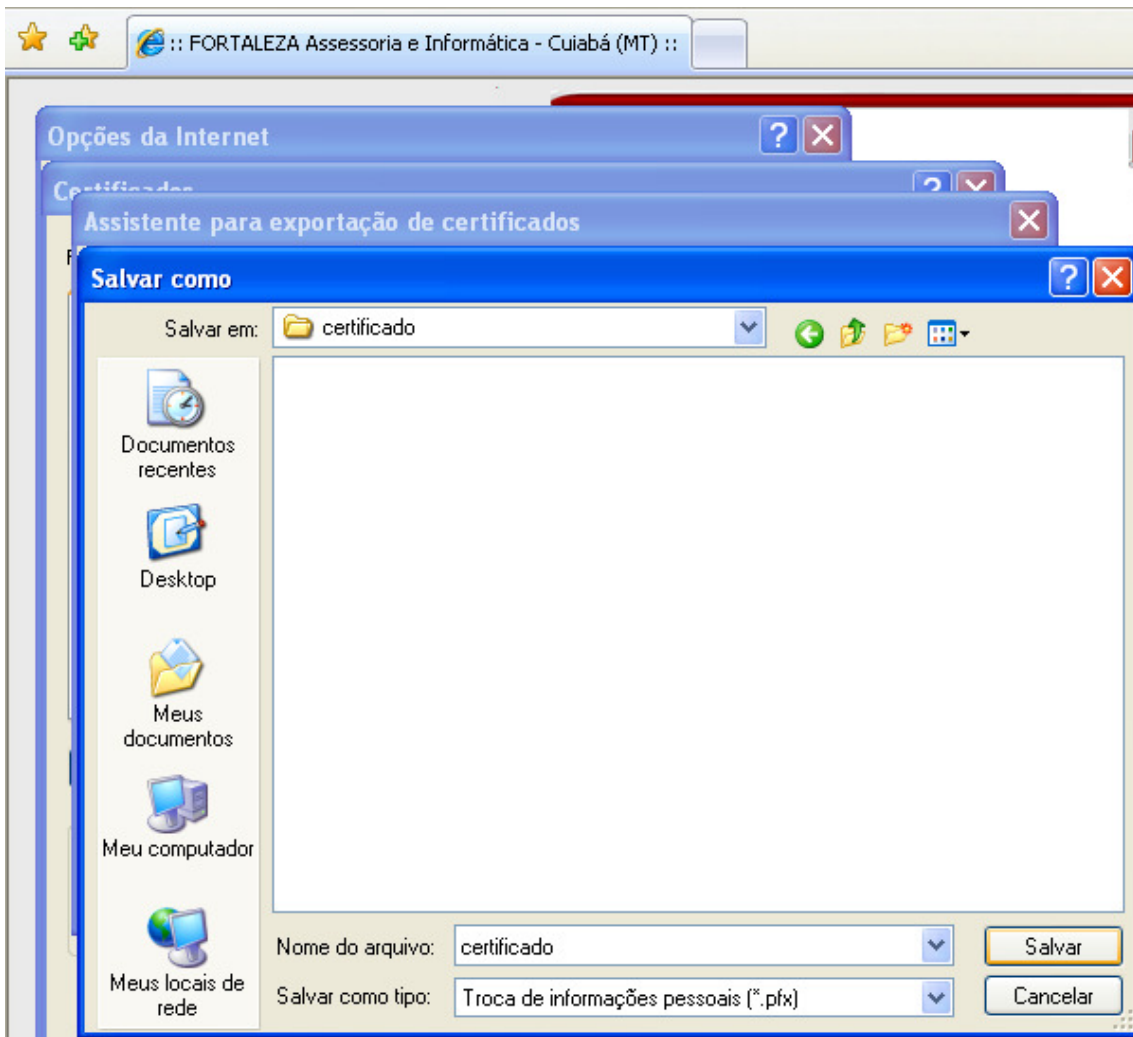 :: FORTALEZA Assessoria e Informática - Cuiabá (MT) ::
Opções da Internet
Certificados
Assistente para exportação de certificados
Salvar como
Salvar em:
certificado
Documentos
recentes
Desktop
Meus
documentos
Meu computador
Meus locais de
rede
Nome do arquivo:
certificado
Salvar
Salvar como tipo:
Troca de informações pessoais (*.pfx)
Cancelar